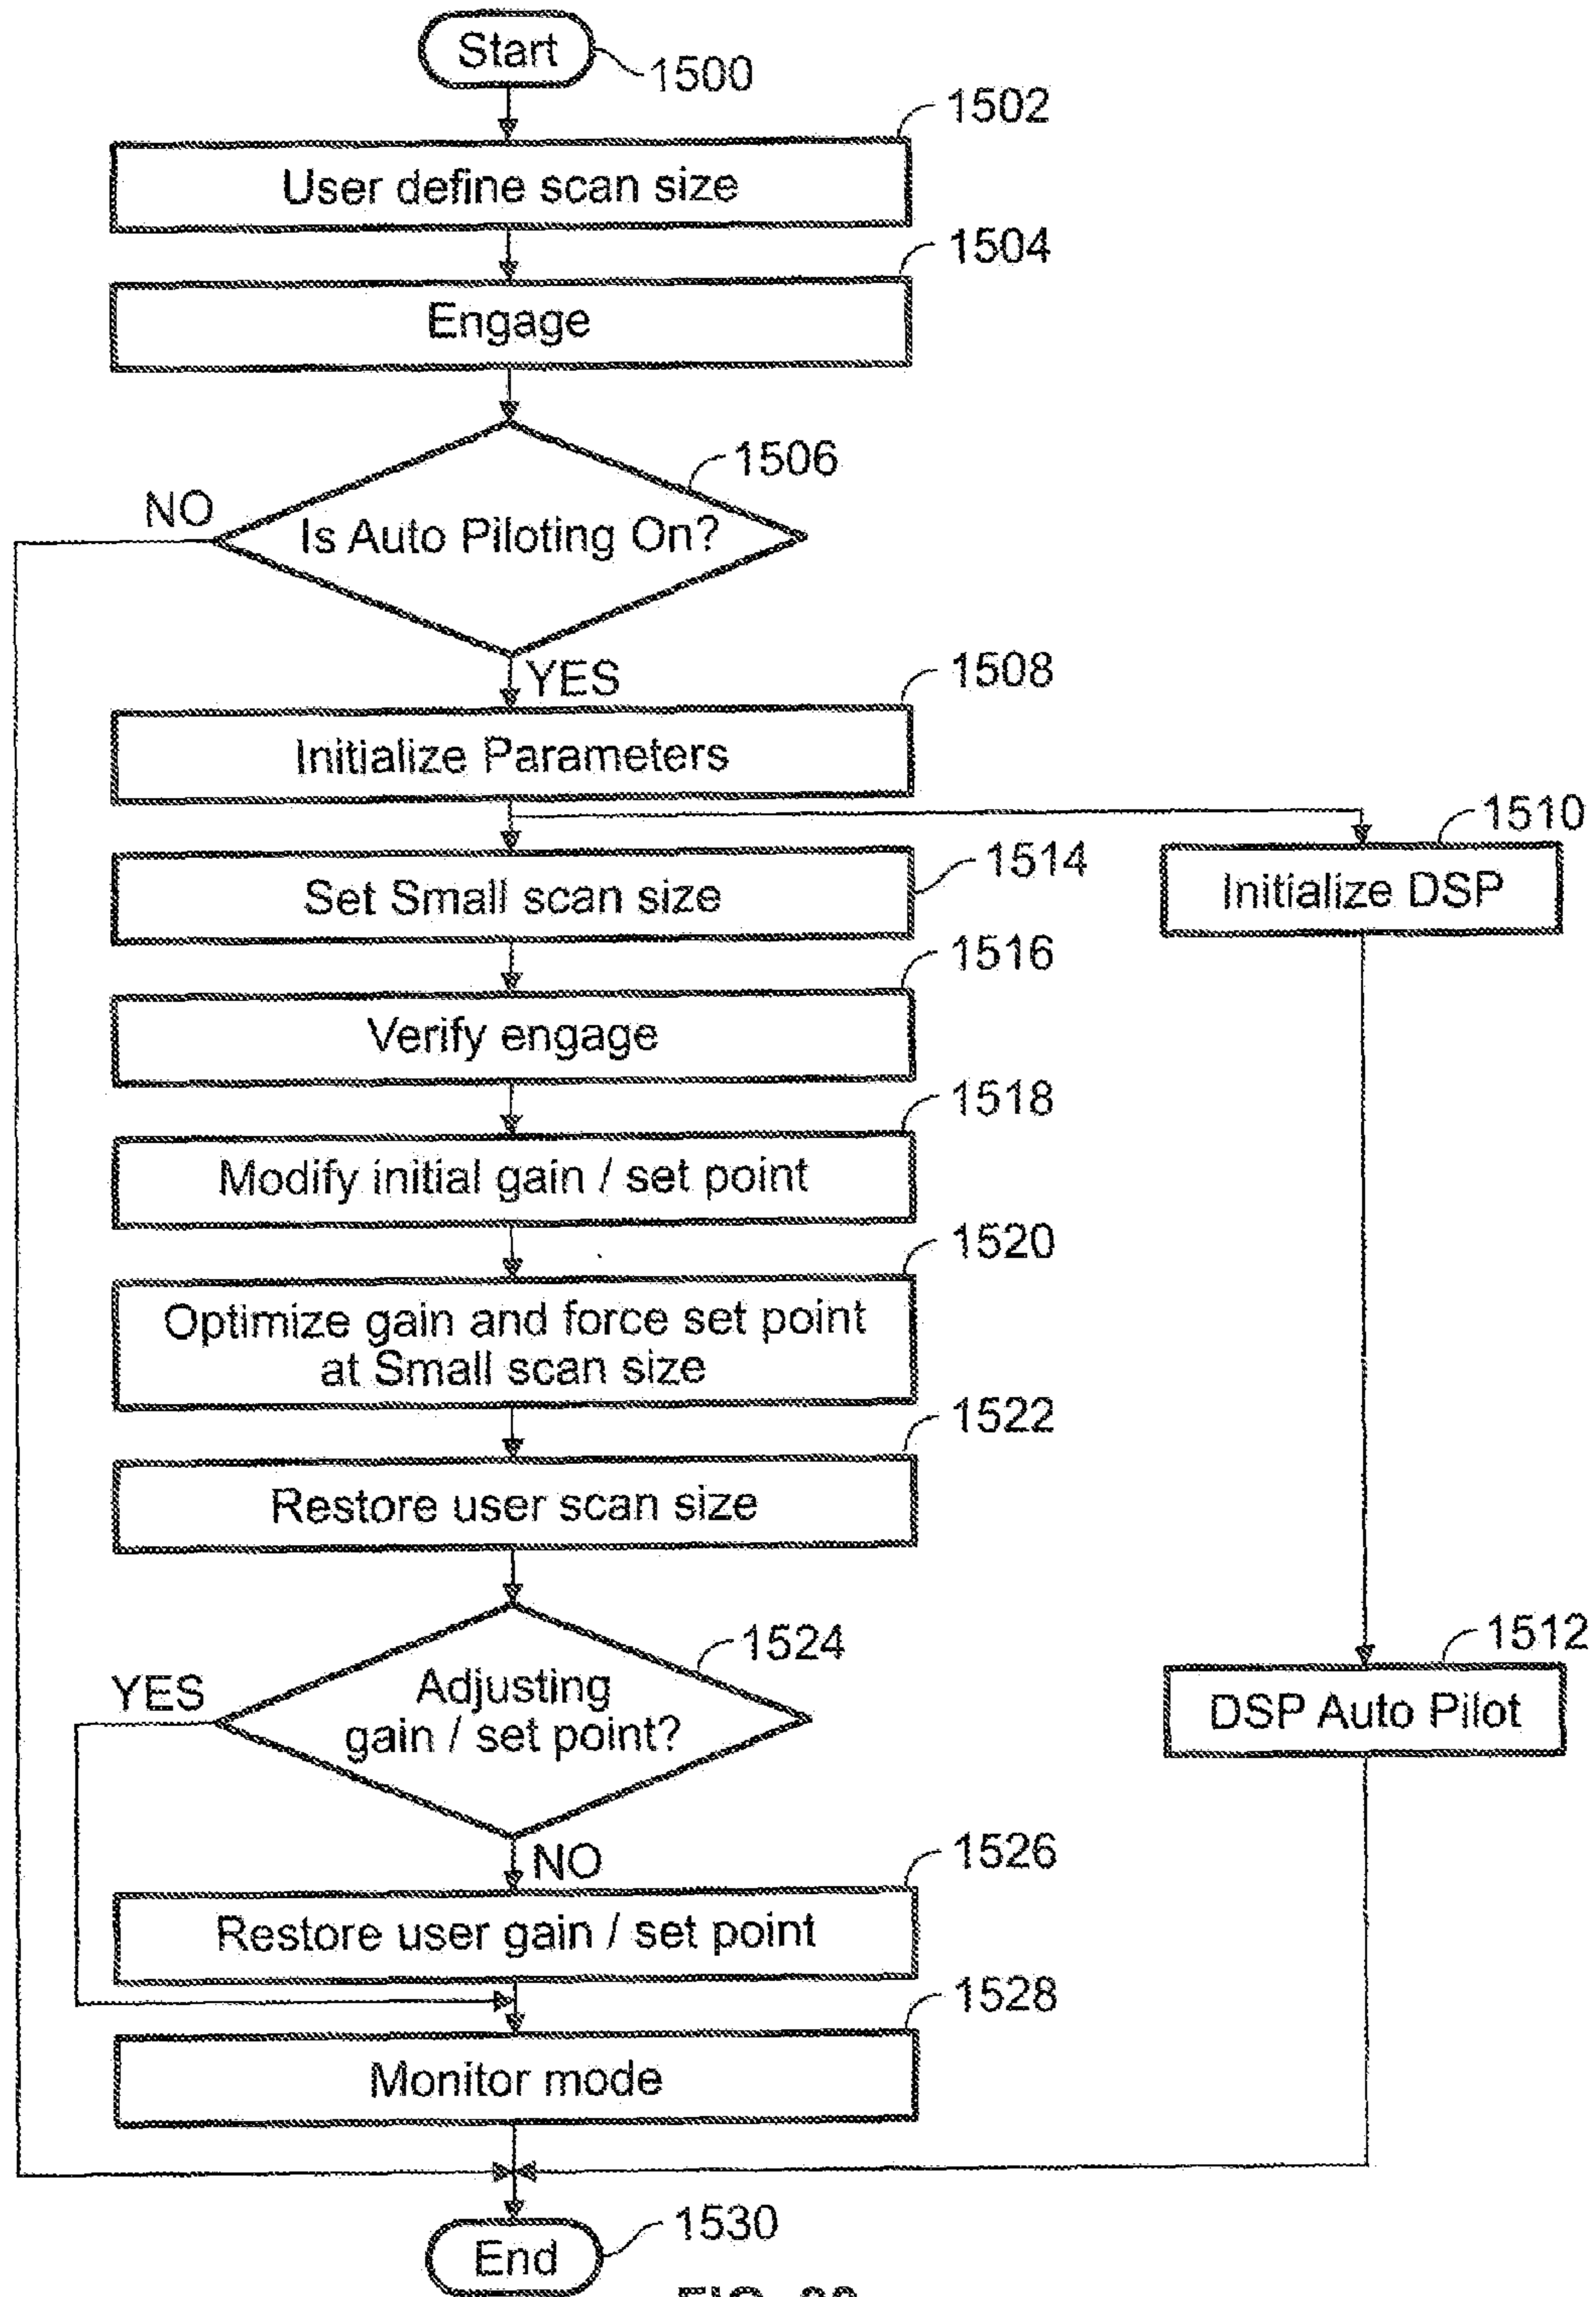 Start
1500
1502
User define scan size
1504
Engage
1506
NO
Is Auto Piloting On?
YES
1508
Initialize Parameters
1510
1514
Set Small scan size
Initialize DSP
1516
Verify engage
1518
Modify initial gain / set point
1520
Optimize gain and force set point
at Small scan size
1522
Restore user scan size
1524
1512
YES
Adjusting
gain / set point?
DSP Auto Pilot
NO
1526
Restore user gain / set point
1528
Monitor mode
1530
End